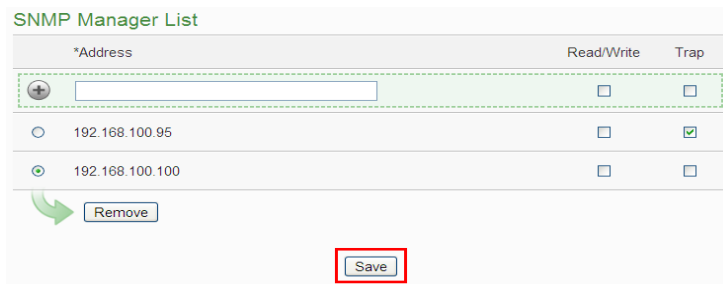 SNMP Manager List
*Address Read/Write Trap
192.168.100.95
192.168.100.100
Remove
Save